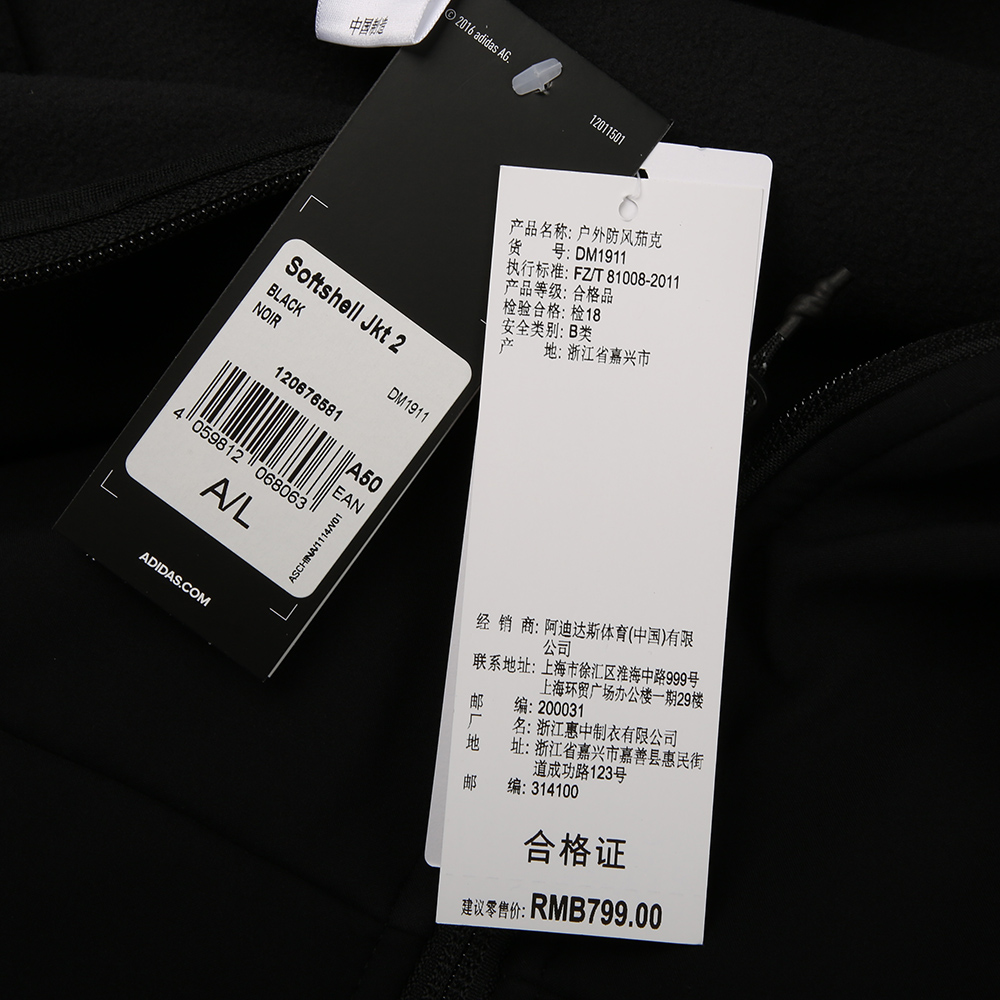 中国制造
© 2016 adidas AG.
12011501
Softshell Jkt 2
BLACK
NOIR
120676581
DM1911
4 059812 068063
A50
EAN
A/L
ASCHINA/1114/V01
ADIDAS.COM
产品名称: 户外防风茄克
货 号: DM1911
执行标准: FZ/T 81008-2011
产品等级: 合格品
检验合格: 检18
安全类别: B类
产 地: 浙江省嘉兴市
经 销 商: 阿迪达斯体育(中国)有限
公司
联系地址: 上海市徐汇区淮海中路999号
上海环贸广场办公楼一期29楼
邮 编: 200031
厂 名: 浙江惠中制衣有限公司
地 址: 浙江省嘉兴市嘉善县惠民街
道成功路123号
邮 编: 314100
合格证
建议零售价: RMB799.00